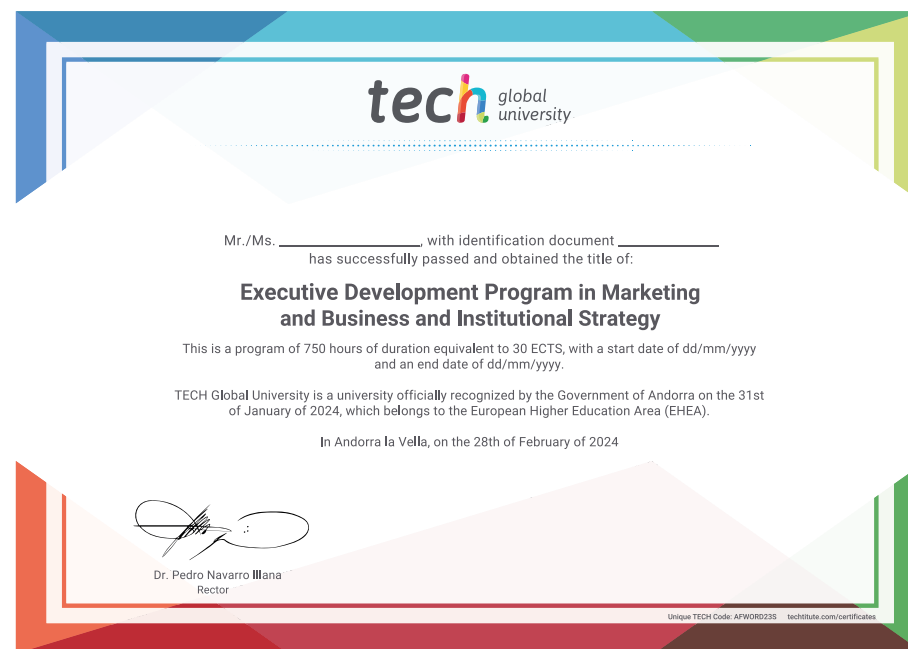 tech global university
Mr./Ms. ____________________, with identification document ______________
has successfully passed and obtained the title of:
Executive Development Program in Marketing
and Business and Institutional Strategy
This is a program of 750 hours of duration equivalent to 30 ECTS, with a start date of dd/mm/yyyy
and an end date of dd/mm/yyyy.
TECH Global University is a university officially recognized by the Government of Andorra on the 31st
of January of 2024, which belongs to the European Higher Education Area (EHEA).
In Andorra la Vella, on the 28th of February of 2024
Dr. Pedro Navarro Illana
Rector
Unique TECH Code: AFWORD23S techtitute.com/certificates